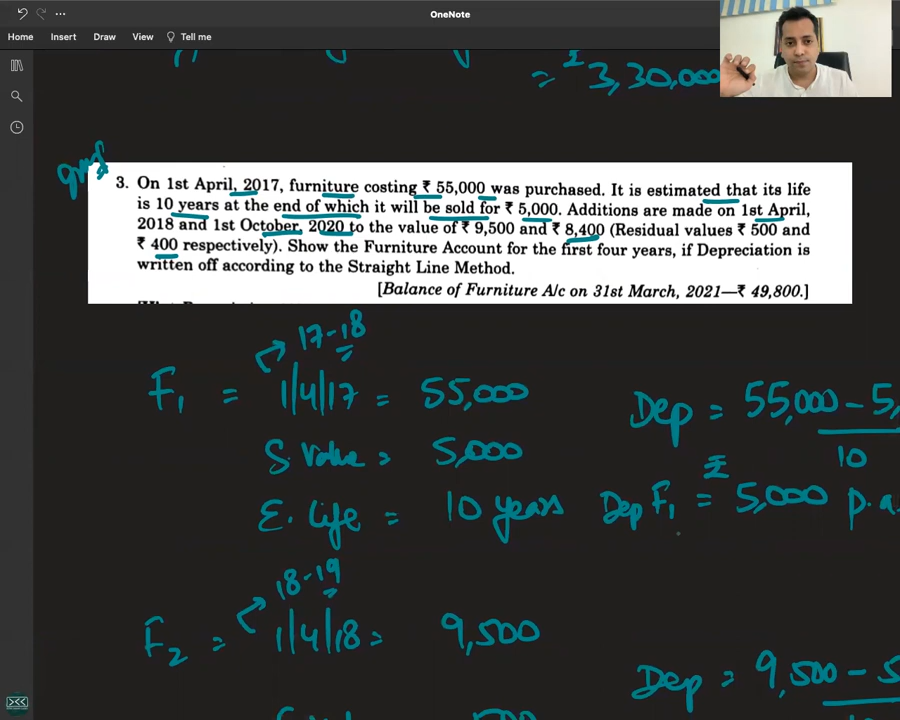 OneNote
Home Insert Draw View Tell me
= ₹ 3,30,000
3. On 1st April, 2017, furniture costing ₹ 55,000 was purchased. It is estimated that its life
is 10 years at the end of which it will be sold for ₹ 5,000. Additions are made on 1st April,
2018 and 1st October, 2020 to the value of ₹ 9,500 and ₹ 8,400 (Residual values ₹ 500 and
₹ 400 respectively). Show the Furniture Account for the first four years, if Depreciation is
written off according to the Straight Line Method.
[Balance of Furniture A/c on 31st March, 2021—₹ 49,800.]
17-18
F1 = 1/4/17 = 55,000
Dep = 55,000 - 5,
10
S. Value = 5,000
E. life = 10 years
Dep F1 = ₹ 5,000 p.a
18-19
F2 = 1/4/18 = 9,500
Dep = 9,500 - 5